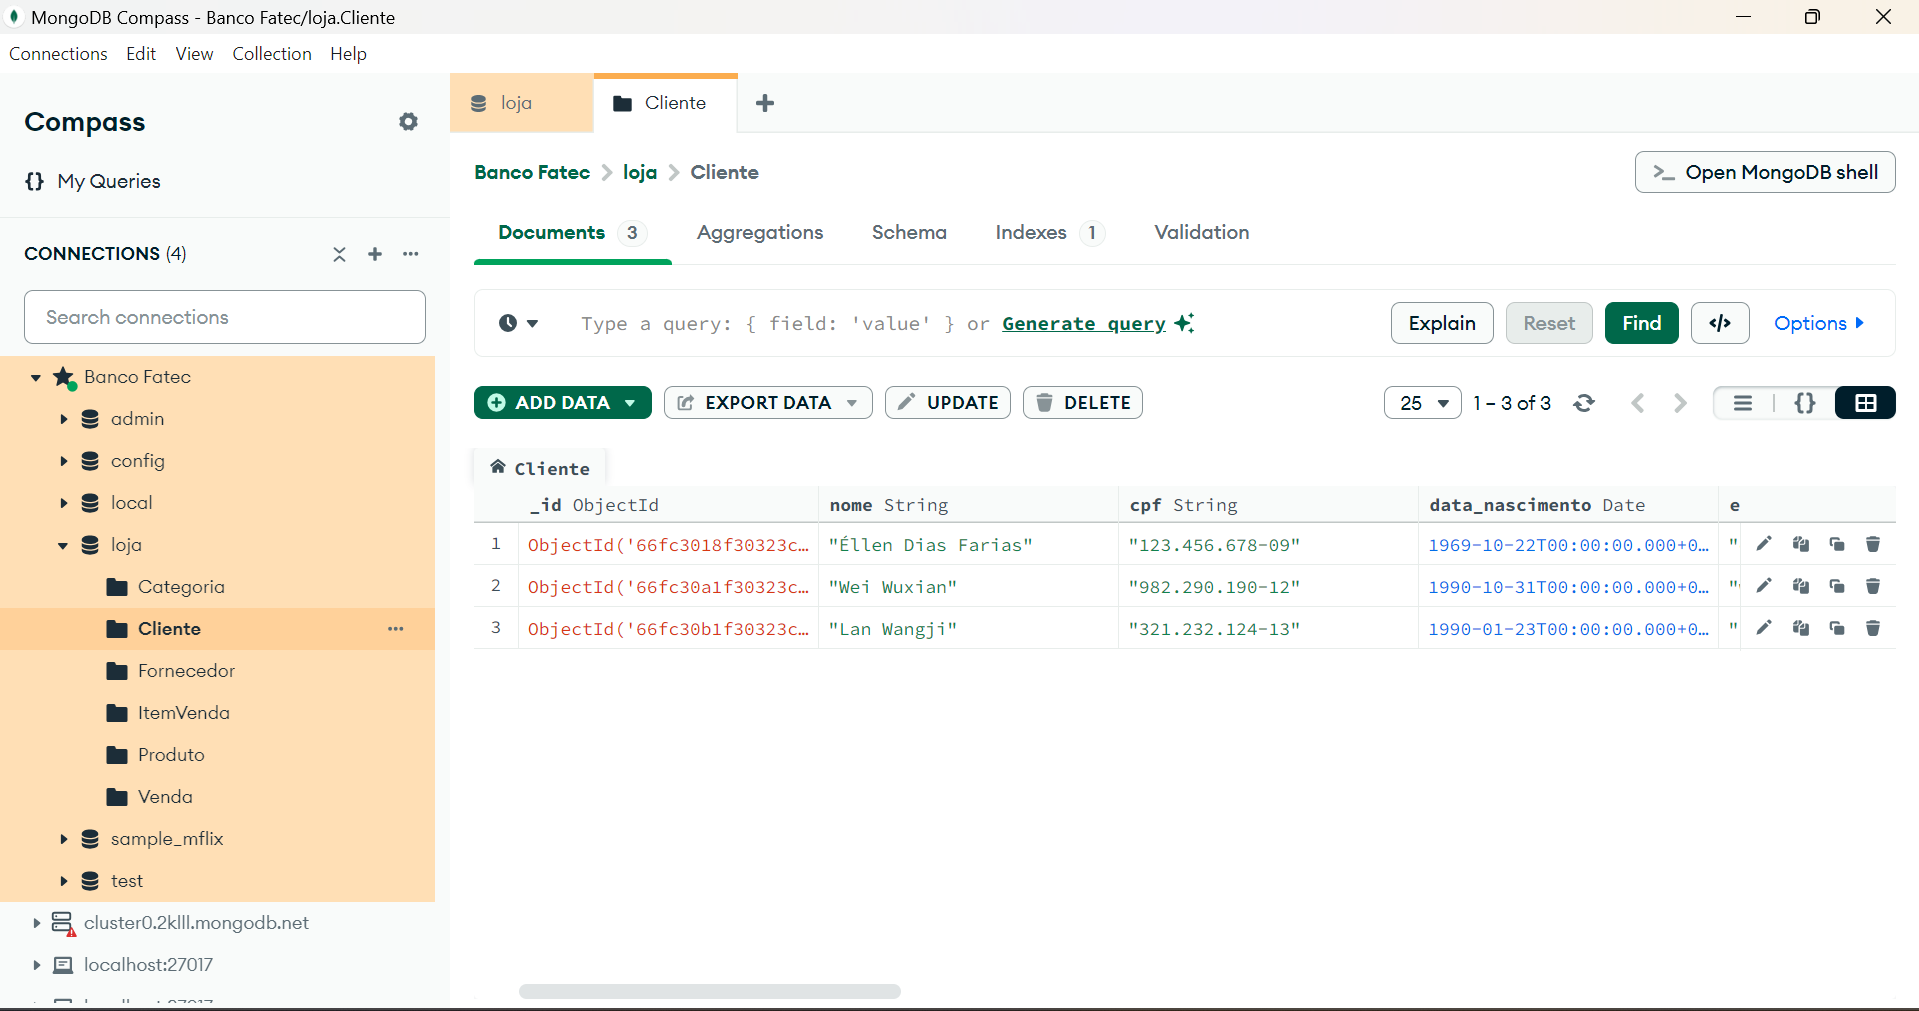 MongoDB Compass - Banco Fatec/loja.Cliente
Connections Edit View Collection Help
Compass
{} My Queries
CONNECTIONS (4)
Search connections
Banco Fatec
admin
config
local
loja
Categoria
Cliente
Fornecedor
ItemVenda
Produto
Venda
sample_mflix
test
cluster0.2klll.mongodb.net
localhost:27017
loja
Cliente
Banco Fatec > loja > Cliente
>_ Open MongoDB shell
Documents 3 Aggregations Schema Indexes 1 Validation
Type a query: { field: 'value' } or Generate query
Explain Reset Find </> Options
ADD DATA EXPORT DATA UPDATE DELETE
25 1 – 3 of 3 {}
Cliente
_id ObjectId nome String cpf String data_nascimento Date e
1 ObjectId('66fc3018f30323c… "Éllen Dias Farias" "123.456.678-09" 1969-10-22T00:00:00.000+0… "
2 ObjectId('66fc30a1f30323c… "Wei Wuxian" "982.290.190-12" 1990-10-31T00:00:00.000+0… "
3 ObjectId('66fc30b1f30323c… "Lan Wangji" "321.232.124-13" 1990-01-23T00:00:00.000+0… "